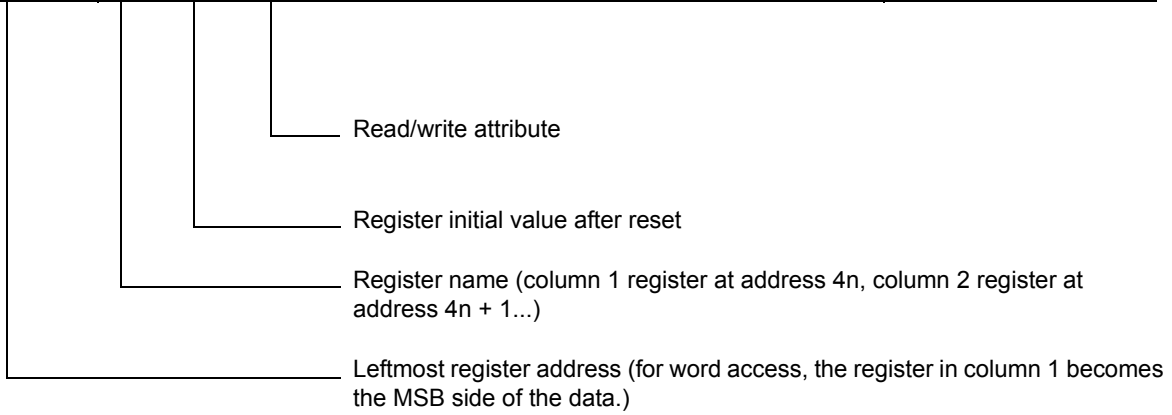 Read/write attribute
Register initial value after reset
Register name (column 1 register at address 4n, column 2 register at
address 4n + 1...)
Leftmost register address (for word access, the register in column 1 becomes
the MSB side of the data.)